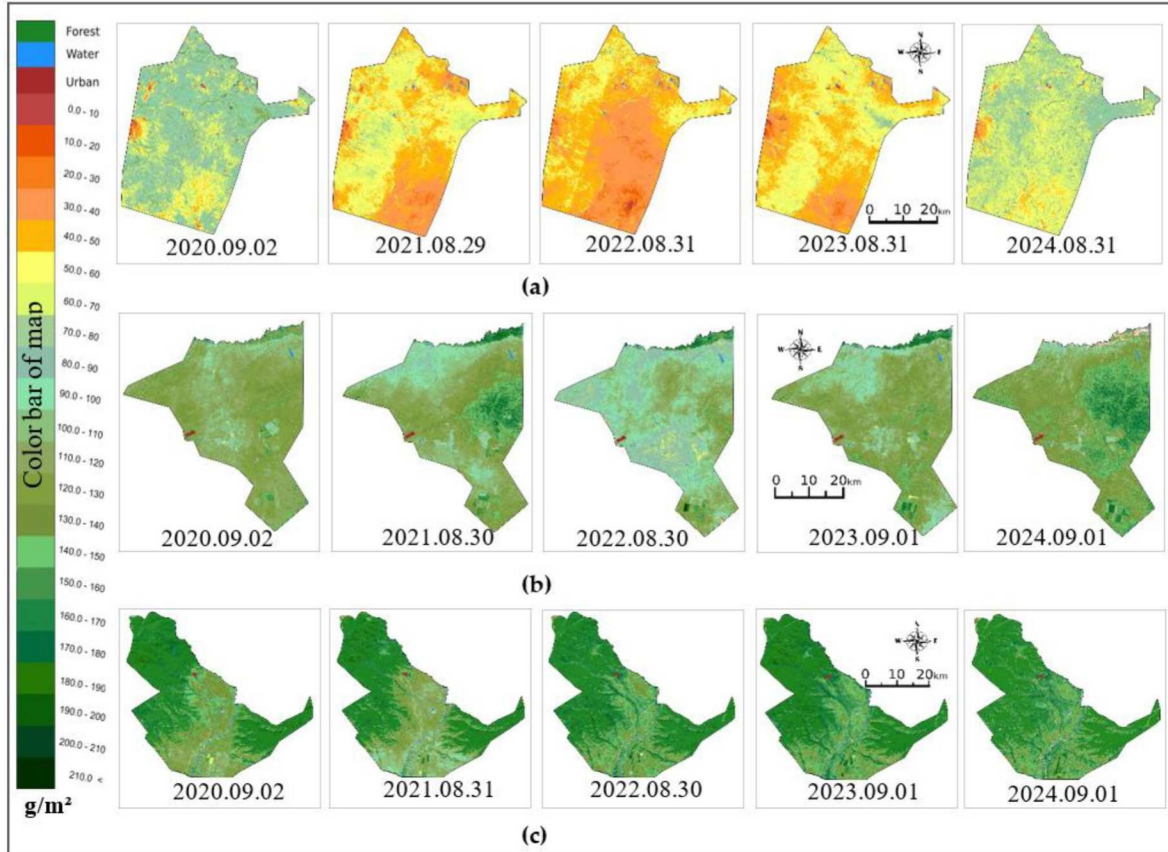 Forest
Water
Urban
0.0 - 10
10.0 - 20
20.0 - 30
30.0 - 40
40.0 - 50
50.0 - 60
60.0 - 70
70.0 - 80
80.0 - 90
90.0 - 100
100.0 - 110
110.0 - 120
120.0 - 130
130.0 - 140
140.0 - 150
150.0 - 160
160.0 - 170
170.0 - 180
180.0 - 190
190.0 - 200
200.0 - 210
210.0 <
Color bar of map
g/m²
N
W E
S
0 10 20km
2020.09.02 2021.08.29 2022.08.31 2023.08.31 2024.08.31
(a)
N
W E
S
0 10 20km
2020.09.02 2021.08.30 2022.08.30 2023.09.01 2024.09.01
(b)
W
S
0 10 20km
2020.09.02 2021.08.31 2022.08.30 2023.09.01 2024.09.01
(c)